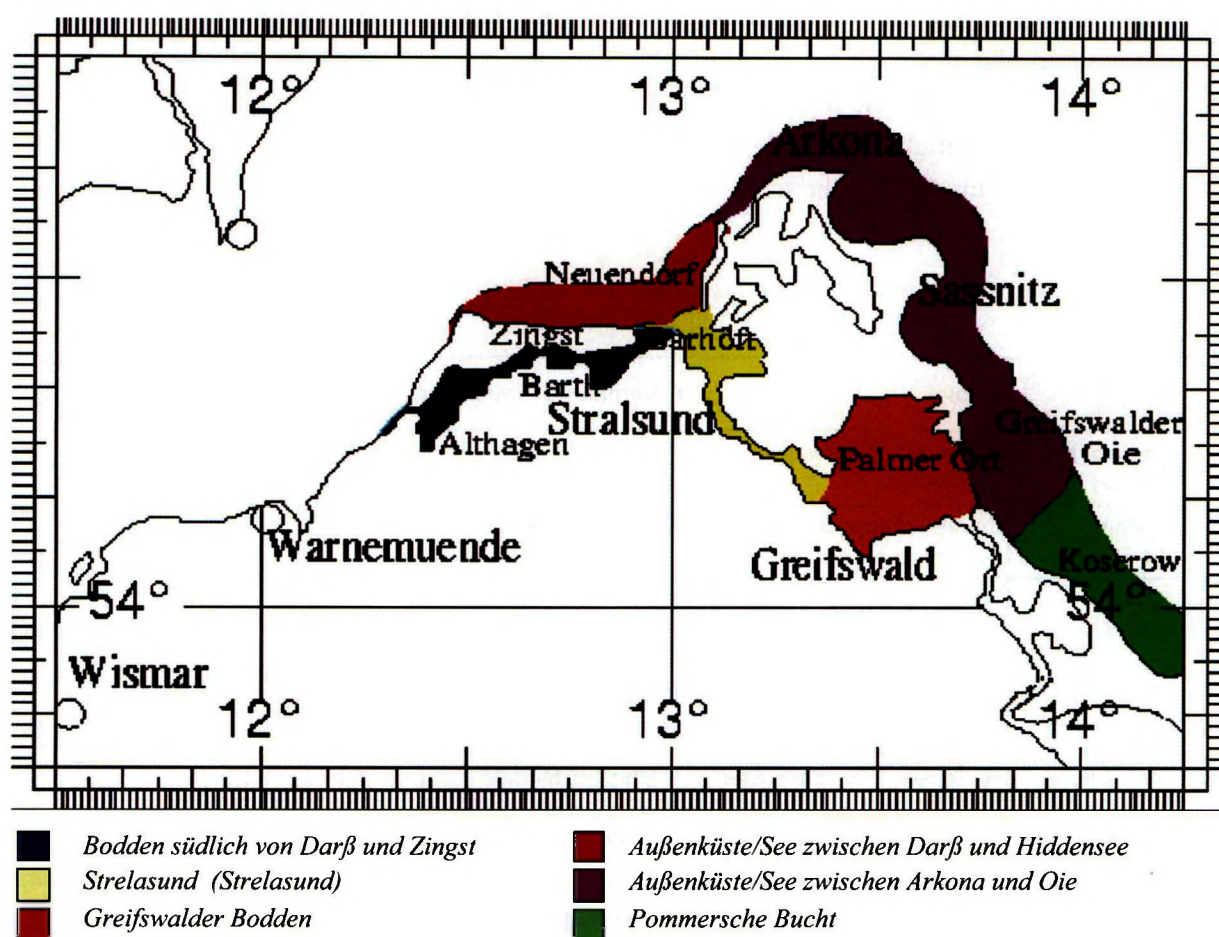 12° 13° 14°
Arkona
Neuendorf
Sassnitz
Zingst
Barhöft
Barth
Stralsund
Greifswalder
Althagen
Oie
Palmer Ort
Warnemuende
Greifswald
Koserow
54° 54°
Wismar
12° 13° 14°
Bodden südlich von Darß und Zingst
Strelasund (Strelasund)
Greifswalder Bodden
Außenküste/See zwischen Darß und Hiddensee
Außenküste/See zwischen Arkona und Oie
Pommersche Bucht